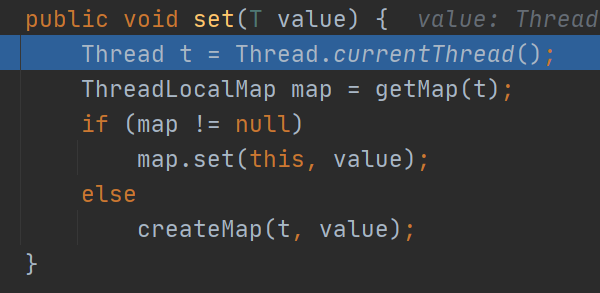 public void set(T value) {  value: Thread
    Thread t = Thread.currentThread();
    ThreadLocalMap map = getMap(t);
    if (map != null)
        map.set(this, value);
    else
        createMap(t, value);
}